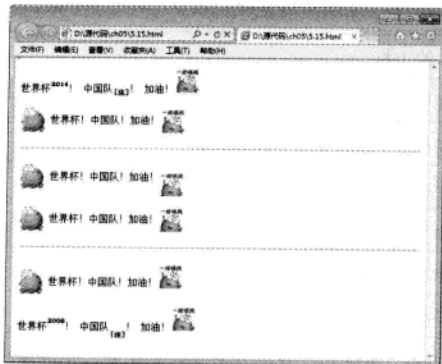 D:\源代码\ch05\5.15.html
D:\源代码\ch05\5.15.html
文件(F) 编辑(E) 查看(V) 收藏夹(A) 工具(T) 帮助(H)
世界杯2014! 中国队 加油!
世界杯! 中国队! 加油!
世界杯! 中国队! 加油!
世界杯! 中国队! 加油!
世界杯! 中国队! 加油!
世界杯2008! 中国队 ! 加油!